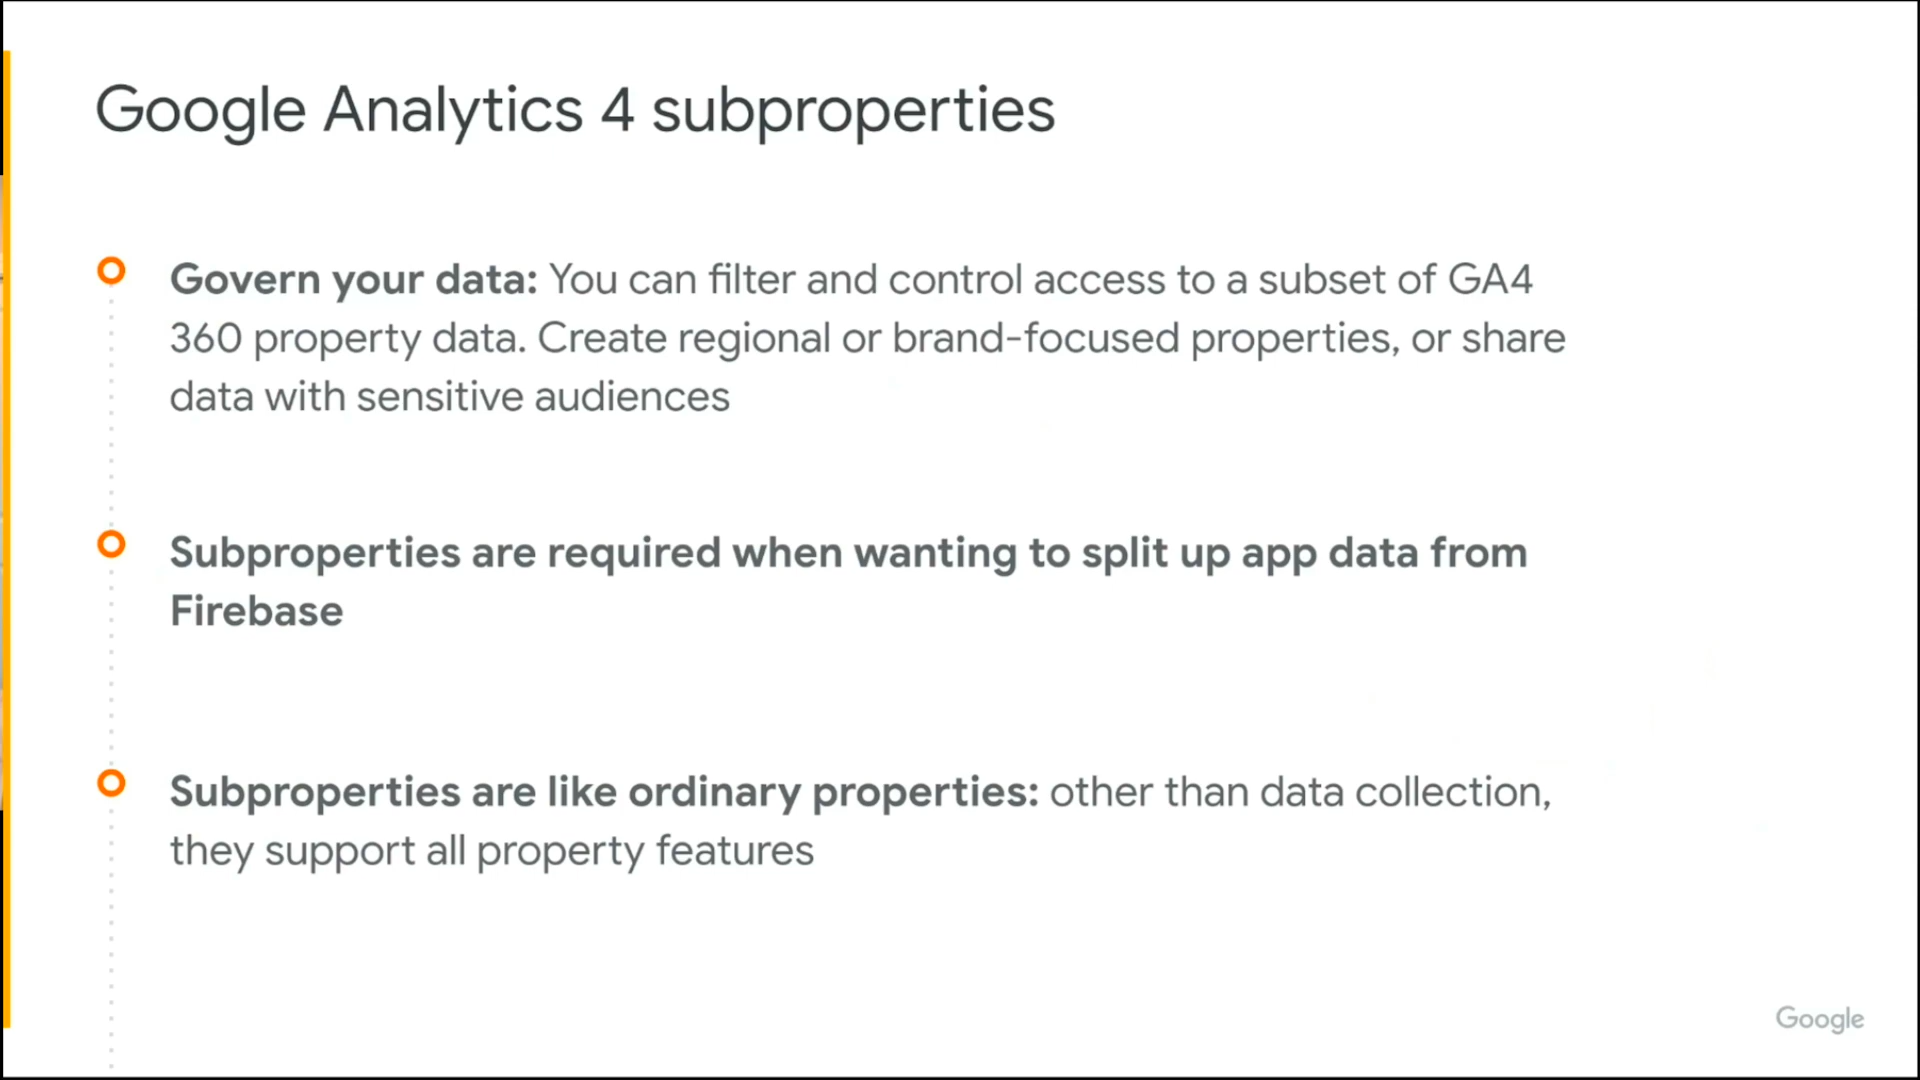 Google Analytics 4 subproperties
Govern your data: You can filter and control access to a subset of GA4
360 property data. Create regional or brand-focused properties, or share
data with sensitive audiences
Subproperties are required when wanting to split up app data from
Firebase
Subproperties are like ordinary properties: other than data collection,
they support all property features
Google